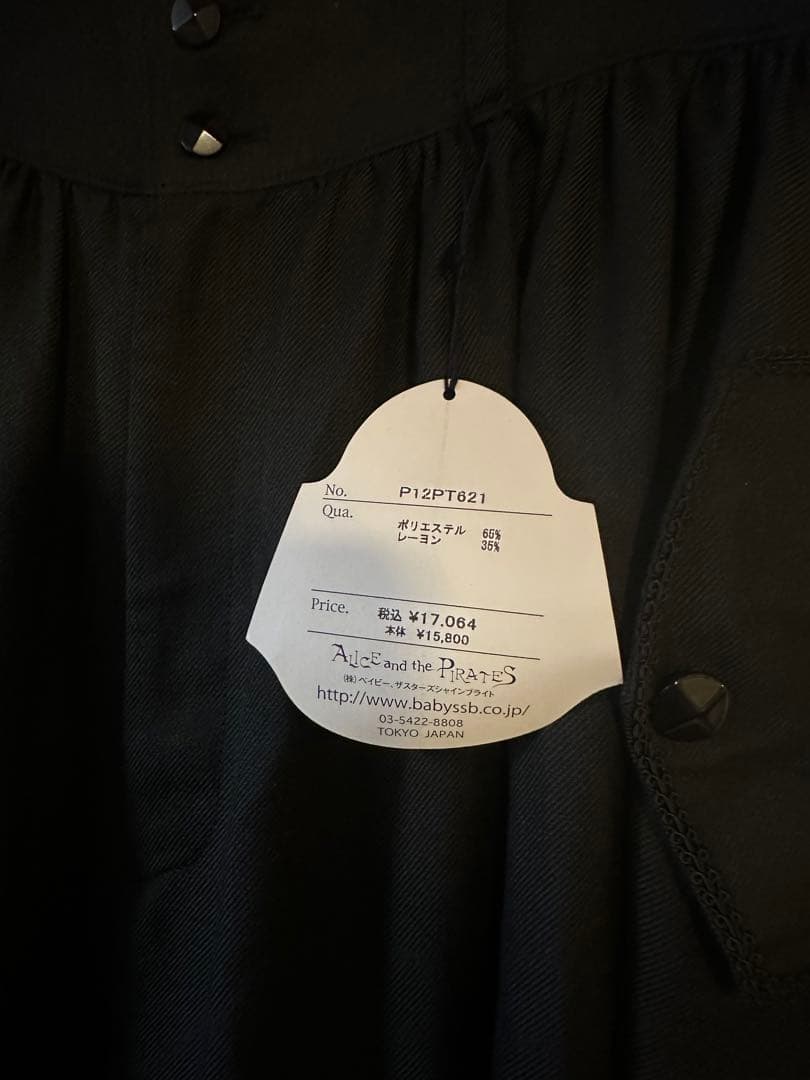 No. P12PT621
Qua. ポリエステル 65%
レーヨン 35%
Price. 税込 ¥17.064
本体 ¥15,800
ALICE and the PIRATES
(株)ベイビー、ザスターズシャインブライト
http://www.babyssb.co.jp/
03-5422-8808
TOKYO JAPAN